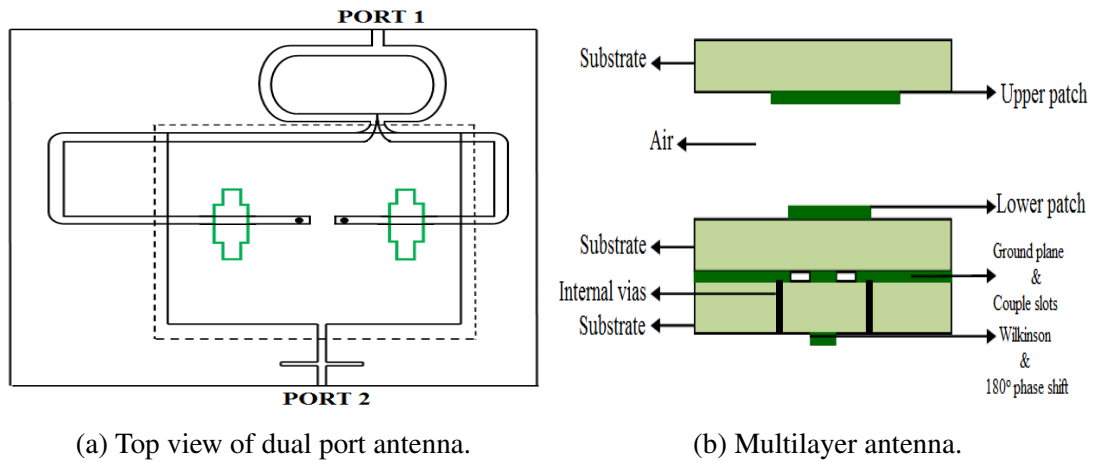 PORT 1
PORT 2
(a) Top view of dual port antenna.
Substrate
Upper patch
Air
Lower patch
Substrate
Ground plane
&
Couple slots
Internal vias
Substrate
Wilkinson
&
180° phase shift
(b) Multilayer antenna.